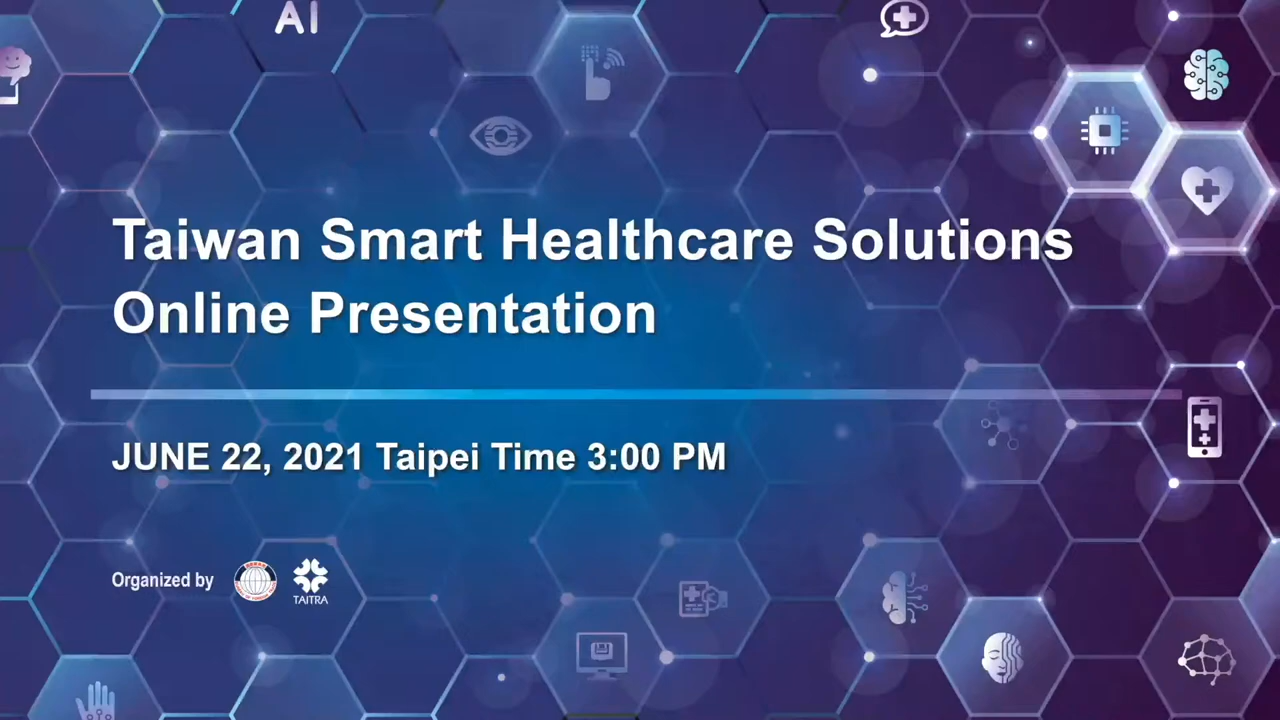 AI
Taiwan Smart Healthcare Solutions
Online Presentation
JUNE 22, 2021 Taipei Time 3:00 PM
Organized by
TAITRA